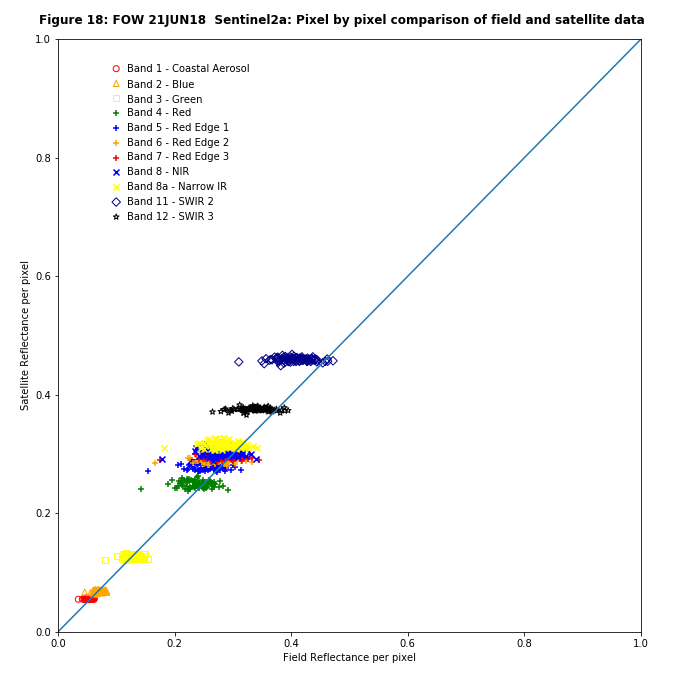 Figure 18: FOW 21JUN18  Sentinel2a: Pixel by pixel comparison of field and satellite data
1.0
Band 1 - Coastal Aerosol
Band 2 - Blue
Band 3 - Green
Band 4 - Red
Band 5 - Red Edge 1
Band 6 - Red Edge 2
Band 7 - Red Edge 3
Band 8 - NIR
Band 8a - Narrow IR
Band 11 - SWIR 2
Band 12 - SWIR 3
0.8
0.6
0.4
0.2
0.0
Satellite Reflectance per pixel
0.0 0.2 0.4 0.6 0.8 1.0
Field Reflectance per pixel